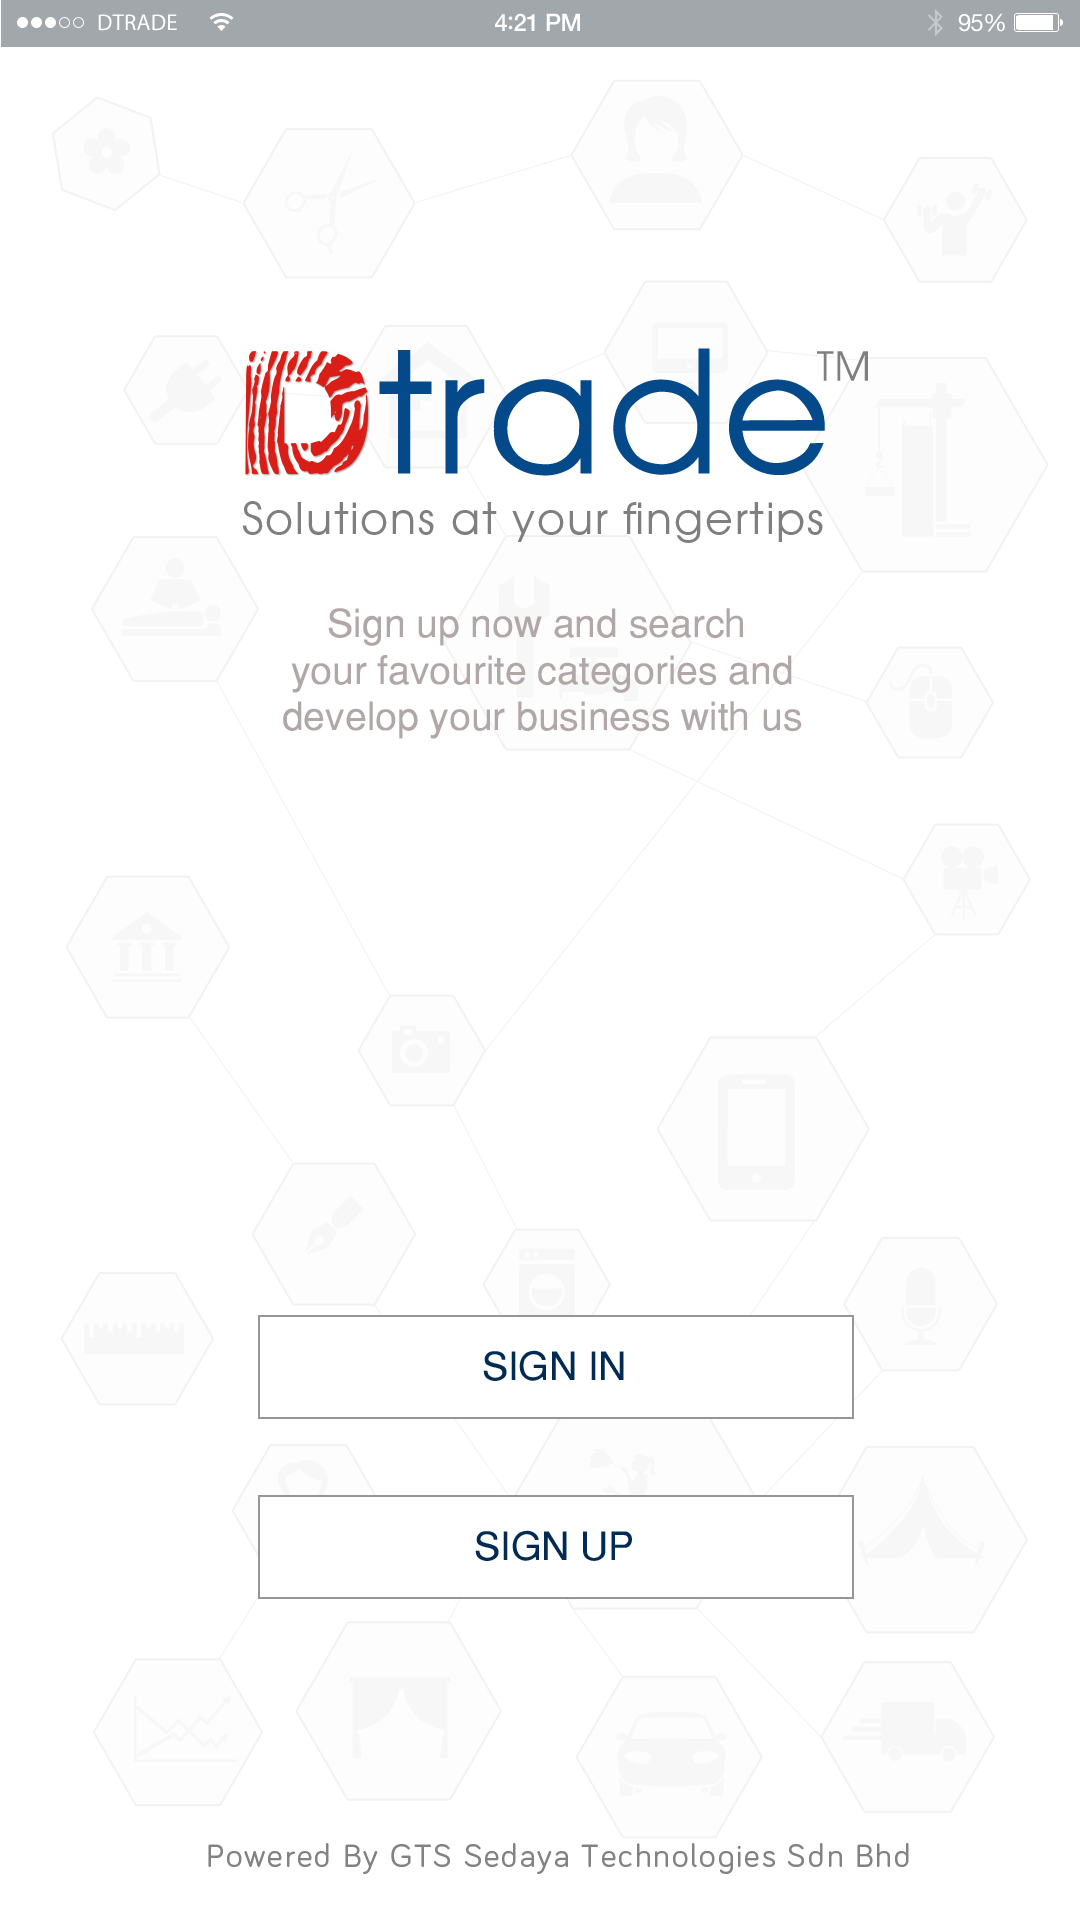 DTRADE 4:21 PM 95%
Dtrade™
Solutions at your fingertips
Sign up now and search
your favourite categories and
develop your business with us
SIGN IN
SIGN UP
Powered By GTS Sedaya Technologies Sdn Bhd